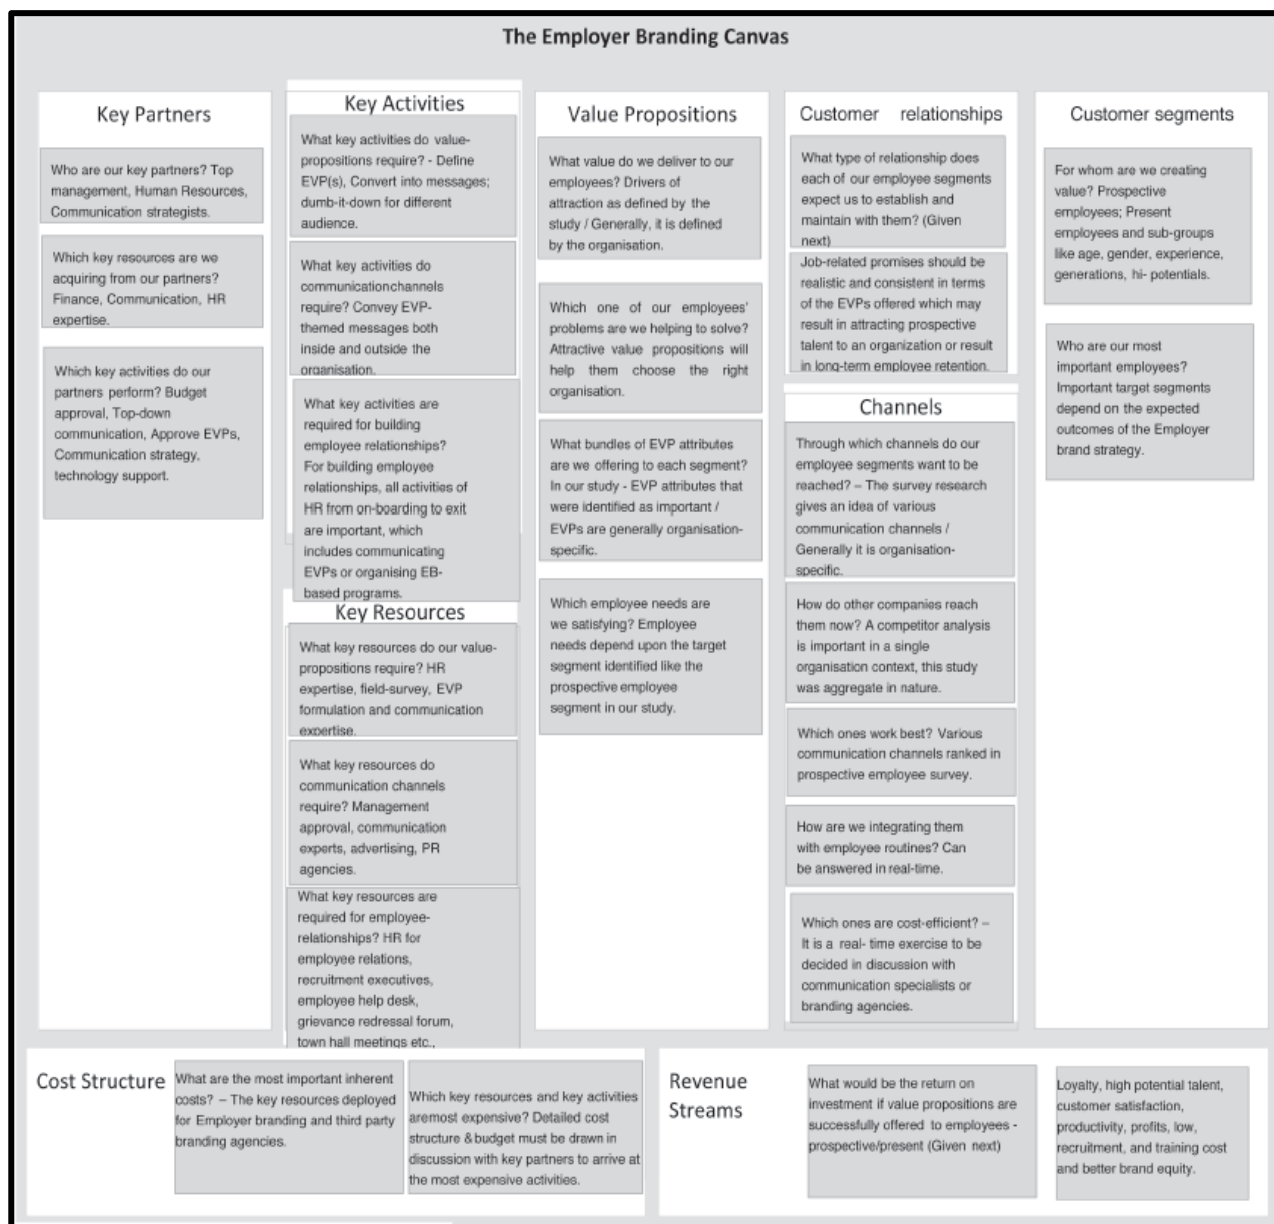 The Employer Branding Canvas
Key Partners
Who are our key partners? Top
management, Human Resources,
Communication strategists.
Which key resources are we
acquiring from our partners?
Finance, Communication, HR
expertise.
Which key activities do our
partners perform? Budget
approval, Top-down
communication, Approve EVPs,
Communication strategy,
technology support.
Key Activities
What key activities do value-
propositions require? - Define
EVP(s), Convert into messages;
dumb-it-down for different
audience.
What key activities do
communicationchannels
require? Convey EVP-
themed messages both
inside and outside the
organisation.
What key activities are
required for building
employee relationships?
For building employee
relationships, all activities of
HR from on-boarding to exit
are important, which
includes communicating
EVPs or organising EB-
based programs.
Key Resources
What key resources do our value-
propositions require? HR
expertise, field-survey, EVP
formulation and communication
expertise.
What key resources do
communication channels
require? Management
approval, communication
experts, advertising, PR
agencies.
What key resources are
required for employee-
relationships? HR for
employee relations,
recruitment executives,
employee help desk,
grievance redressal forum,
town hall meetings etc.,
Value Propositions
What value do we deliver to our
employees? Drivers of
attraction as defined by the
study / Generally, it is defined
by the organisation.
Which one of our employees'
problems are we helping to solve?
Attractive value propositions will
help them choose the right
organisation.
What bundles of EVP attributes
are we offering to each segment?
In our study - EVP attributes that
were identified as important /
EVPs are generally organisation-
specific.
Which employee needs are
we satisfying? Employee
needs depend upon the target
segment identified like the
prospective employee
segment in our study.
Customer relationships
What type of relationship does
each of our employee segments
expect us to establish and
maintain with them? (Given
next)
Job-related promises should be
realistic and consistent in terms
of the EVPs offered which may
result in attracting prospective
talent to an organization or result
in long-term employee retention.
Channels
Through which channels do our
employee segments want to be
reached? – The survey research
gives an idea of various
communication channels /
Generally it is organisation-
specific.
How do other companies reach
them now? A competitor analysis
is important in a single
organisation context, this study
was aggregate in nature.
Which ones work best? Various
communication channels ranked in
prospective employee survey.
How are we integrating them
with employee routines? Can
be answered in real-time.
Which ones are cost-efficient? –
It is a real- time exercise to be
decided in discussion with
communication specialists or
branding agencies.
Customer segments
For whom are we creating
value? Prospective
employees; Present
employees and sub-groups
like age, gender, experience,
generations, hi- potentials.
Who are our most
important employees?
Important target segments
depend on the expected
outcomes of the Employer
brand strategy.
Cost Structure
What are the most important inherent
costs? – The key resources deployed
for Employer branding and third party
branding agencies.
Which key resources and key activities
aremost expensive? Detailed cost
structure &budget must be drawn in
discussion with key partners to arrive at
the most expensive activities.
Revenue
Streams
What would be the return on
investment if value propositions are
successfully offered to employees -
prospective/present (Given next)
Loyalty, high potential talent,
customer satisfaction,
productivity, profits, low,
recruitment, and training cost
and better brand equity.